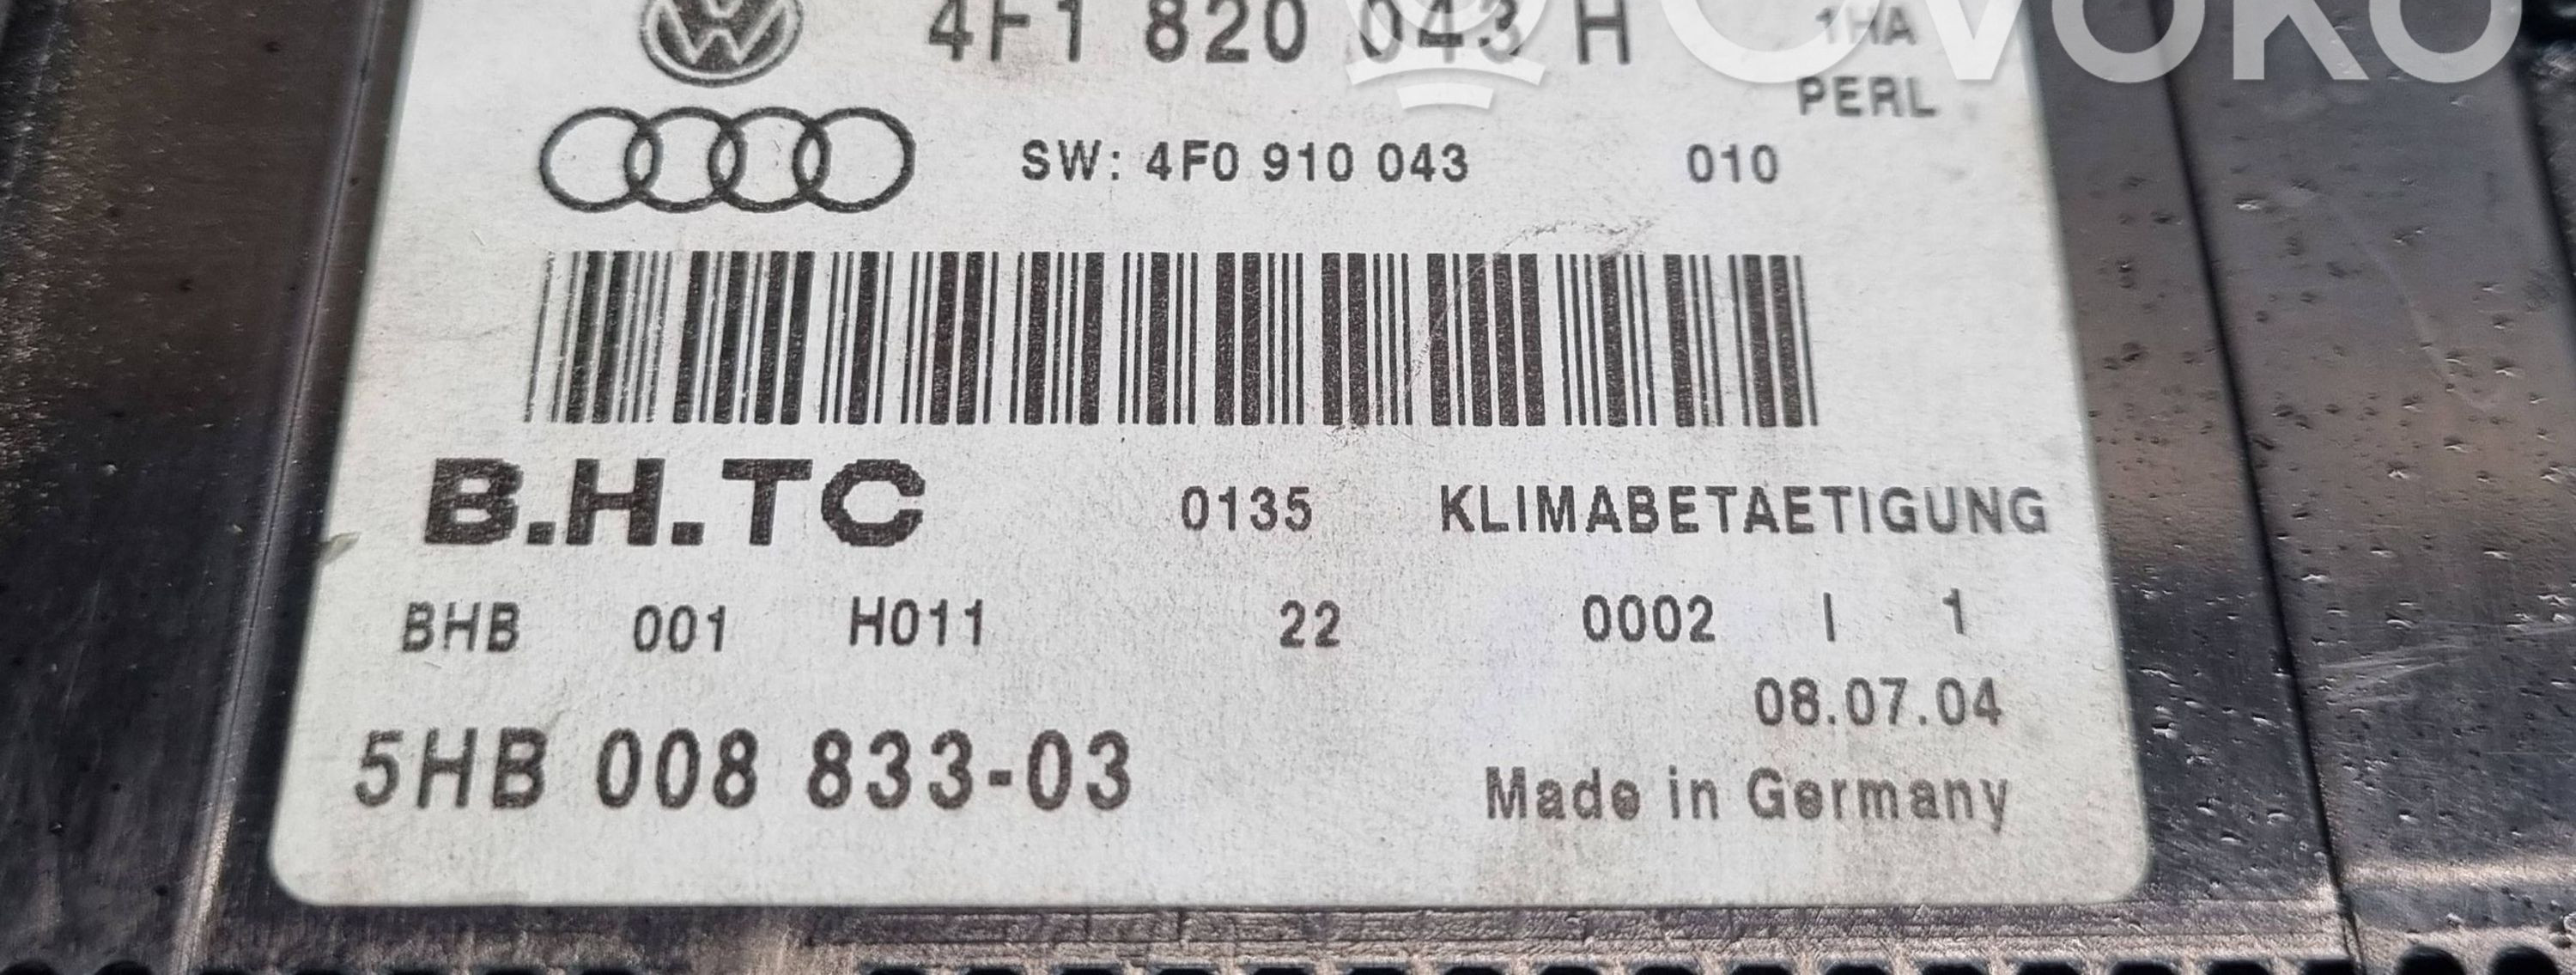 4F1 820 043 H 1HA
OVOKO
PERL
SW: 4F0 910 043 010
B.H.TC 0135 KLIMABETAETIGUNG
BHB 001 H011 22 0002 I 1
08.07.04
5HB 008 833-03
Made in Germany